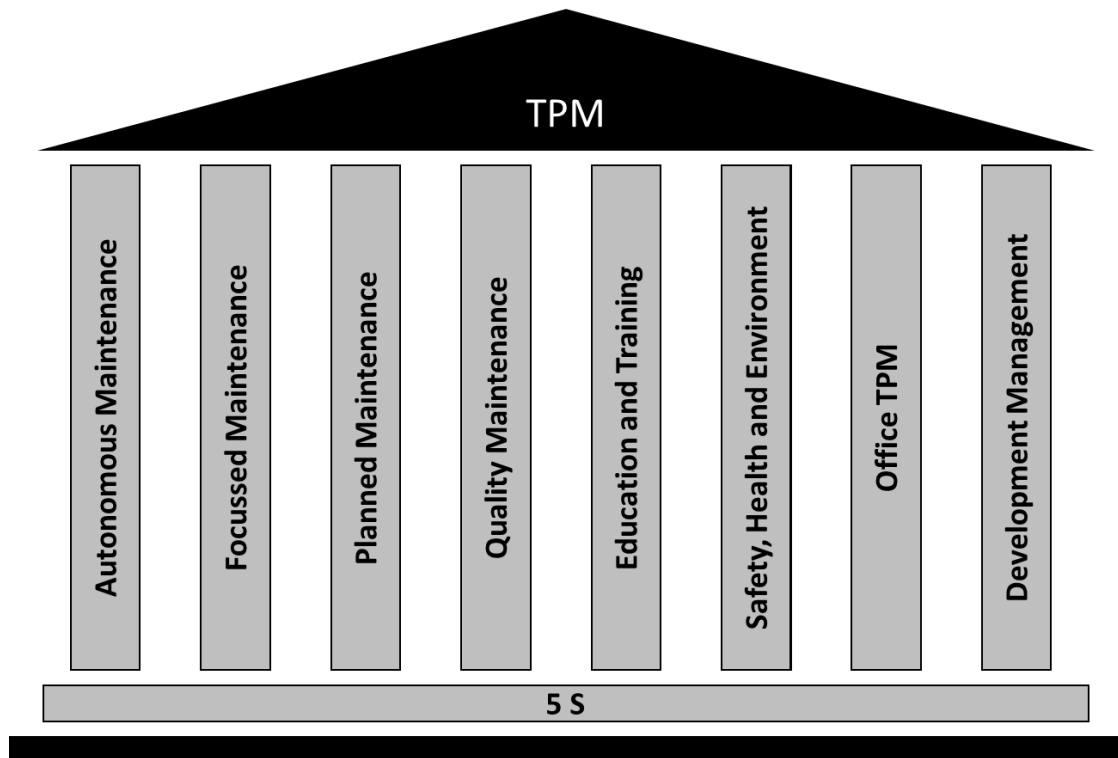 TPM
Autonomous Maintenance
Focussed Maintenance
Planned Maintenance
Quality Maintenance
Education and Training
Safety, Health and Environment
Office TPM
Development Management
5 S